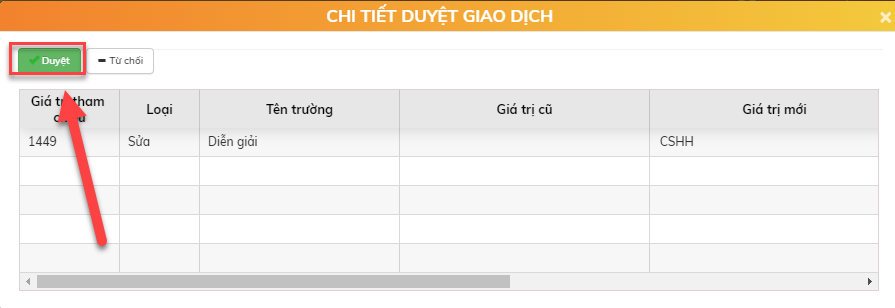 CHI TIẾT DUYỆT GIAO DỊCH
Duyệt
Từ chối
Giá trị tham
Loại
Tên trường
Giá trị cũ
Giá trị mới
1449
Sửa
Diễn giải
CSHH